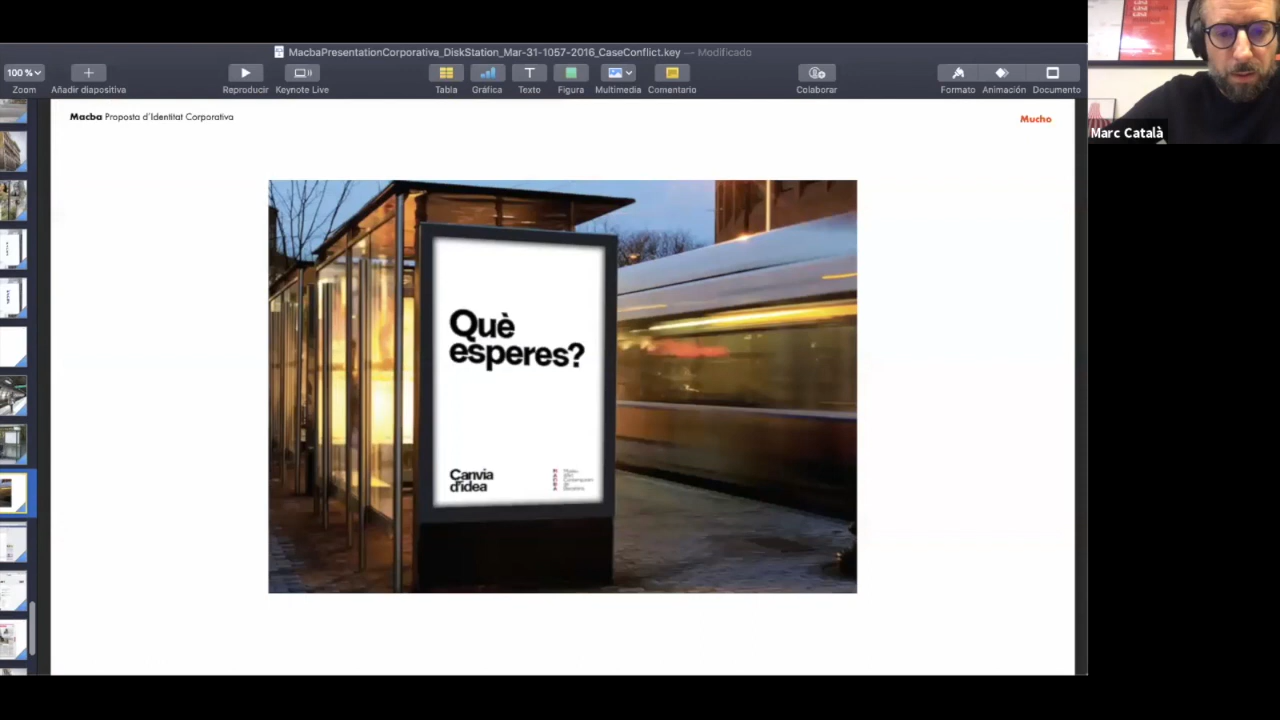 MacbaPresentationCorporativa_DiskStation_Mar-31-1057-2016_CaseConflict.key — Modificado
100 %
Zoom
Añadir diapositiva
Reproducir
Keynote Live
Tabla
Gráfica
Texto
Figura
Multimedia
Comentario
Colaborar
Formato
Animación
Documento
Macba Proposta d´Identitat Corporativa
Mucho
Marc Català
Què
esperes?
Canvia
d'idea